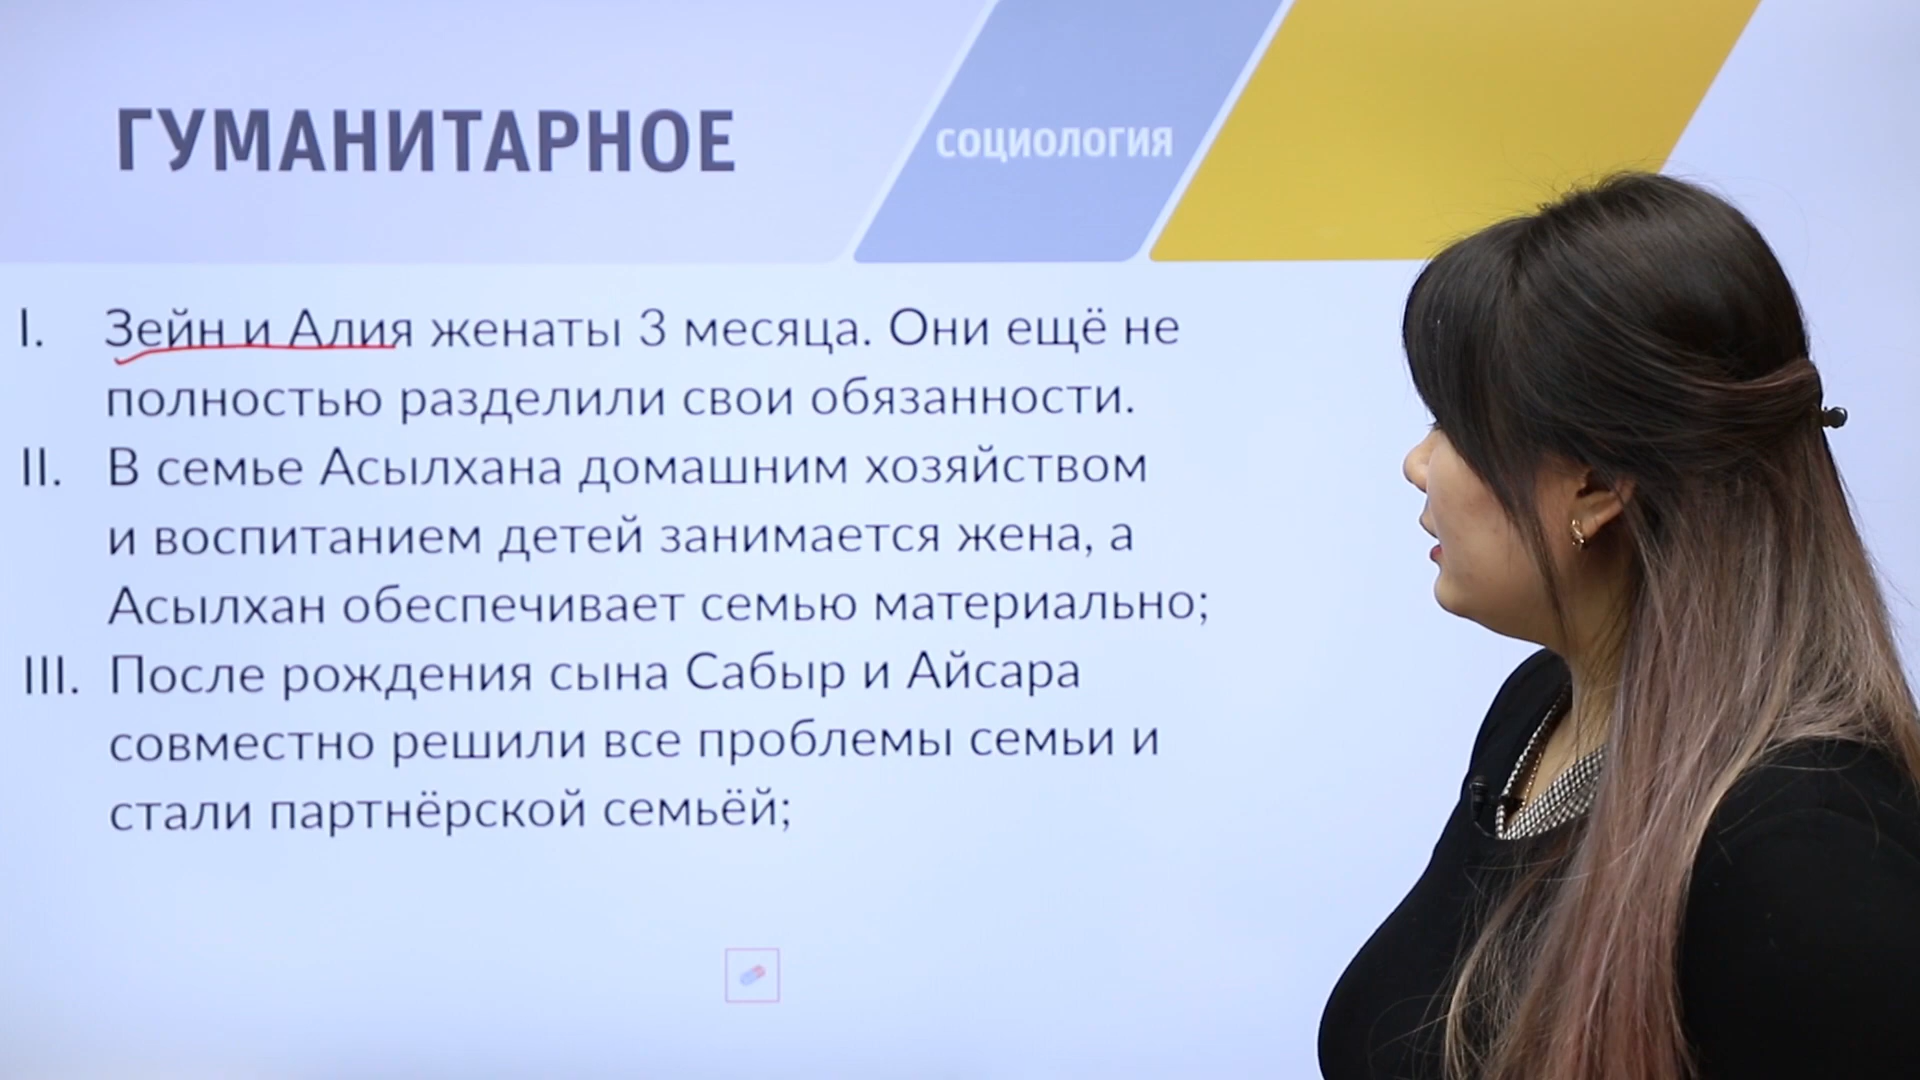 ГУМАНИТАРНОЕ
СОЦИОЛОГИЯ
I. Зейн и Алия женаты 3 месяца. Они ещё не
полностью разделили свои обязанности.
II. В семье Асылхана домашним хозяйством
и воспитанием детей занимается жена, а
Асылхан обеспечивает семью материально;
III. После рождения сына Сабыр и Айсара
совместно решили все проблемы семьи и
стали партнёрской семьёй;